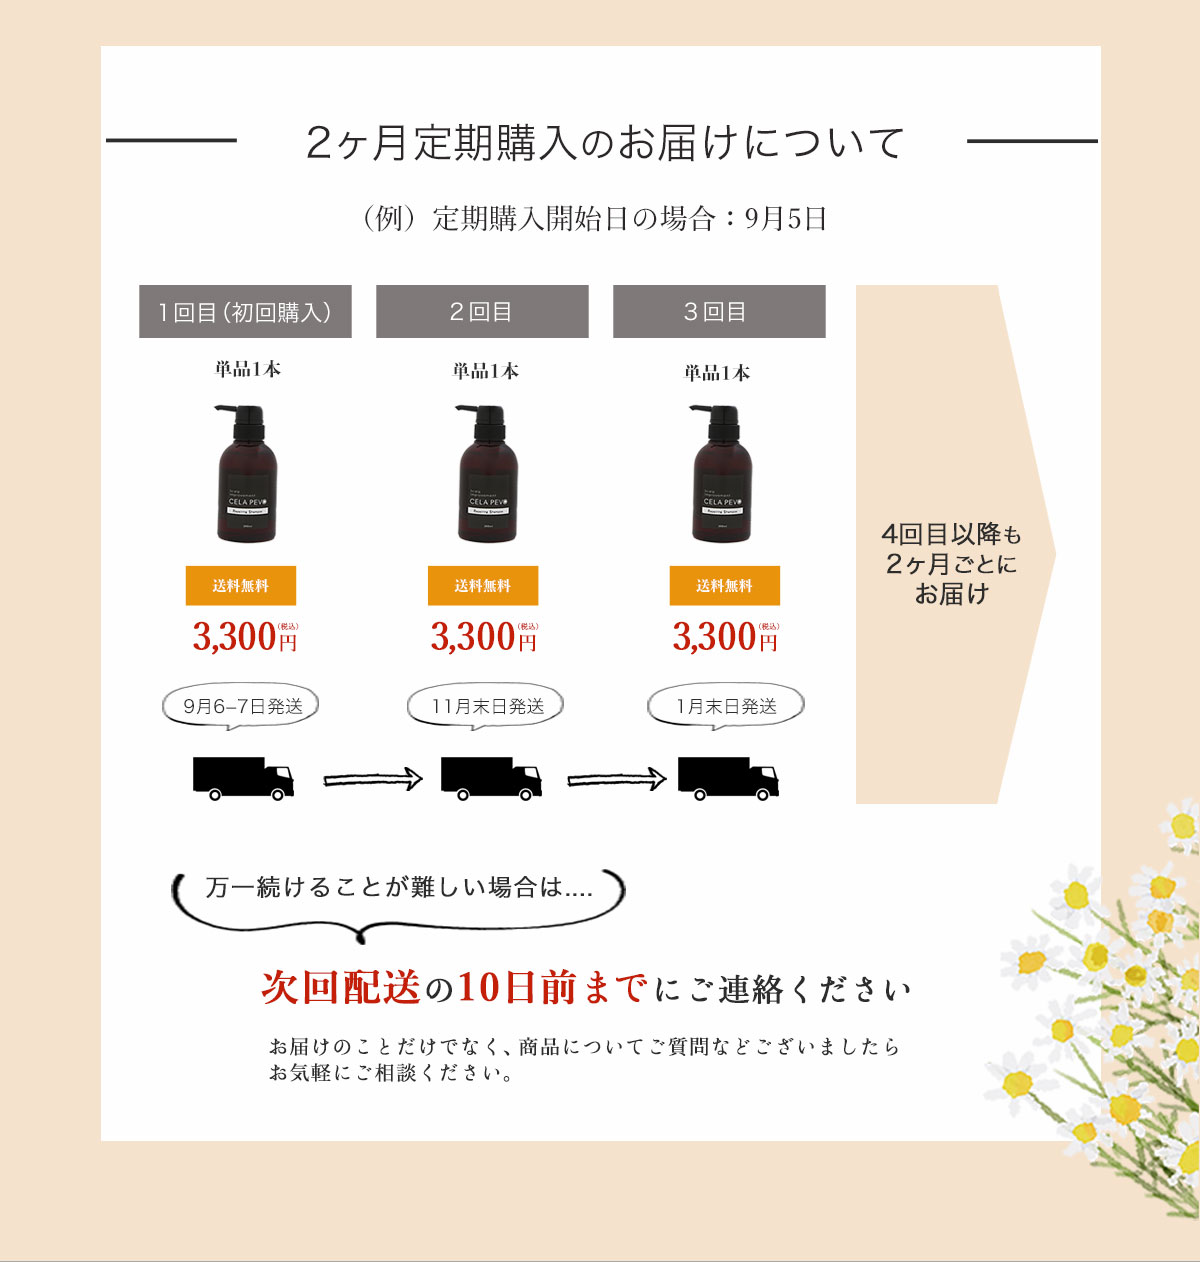 2ヶ月定期購入のお届けについて
（例）定期購入開始日の場合：9月5日
1回目（初回購入）
2回目
3回目
単品1本
単品1本
単品1本
CELA PEVO
Repairing Shampoo
CELA PEVO
Repairing Shampoo
CELA PEVO
Repairing Shampoo
送料無料
送料無料
送料無料
3,300円（税込）
3,300円（税込）
3,300円（税込）
9月6–7日発送
11月末日発送
1月末日発送
4回目以降も
2ヶ月ごとに
お届け
万一続けることが難しい場合は....
次回配送の10日前までにご連絡ください
お届けのことだけでなく、商品についてご質問などございましたら
お気軽にご相談ください。